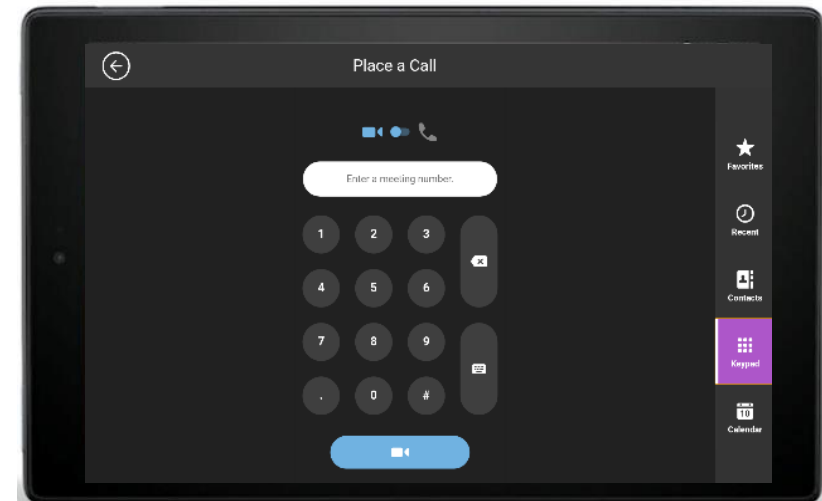 Place a Call
Enter a meeting number.
1 2 3
4 5 6
7 8 9
. 0 #
Favorites
Recent
Contacts
Keypad
10
Calendar